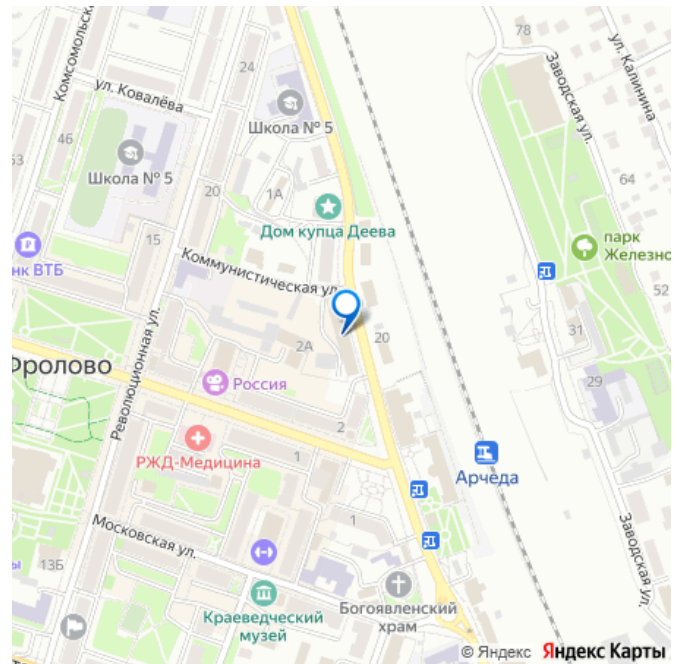 Комсомольска
24
78
Заводская ул.
ул. Калинина
ул. Ковалёва
Школа № 5
46
53
Школа № 5
64
20
1А
Дом купца Деева
15
нк ВТБ
Коммунистическая ул.
парк
Железно
52
2А
20
31
Фролово
Революционная ул.
Россия
29
2
РЖД-Медицина
1
Арчеда
Московская ул.
1
Заводская ул.
13Б
ы
Краеведческий
музей
Богоявленский
храм
© Яндекс Яндекс Карты